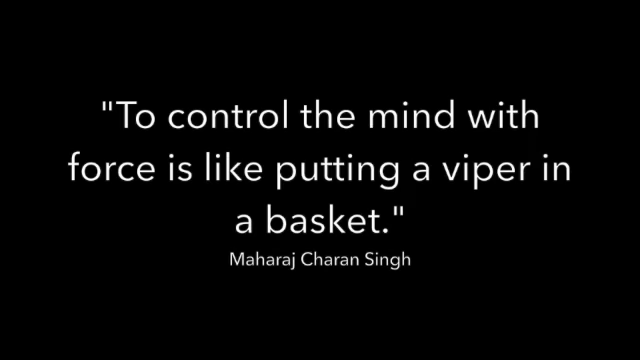 "To control the mind with
force is like putting a viper in
a basket."
Maharaj Charan Singh